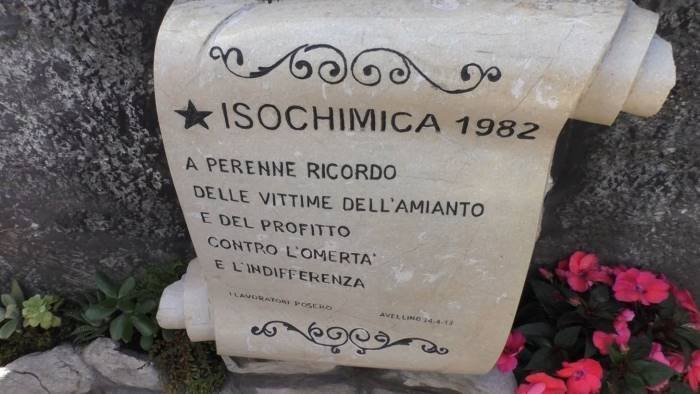 ★ ISOCHIMICA 1982
A PERENNE RICORDO
DELLE VITTIME DELL'AMIANTO
E DEL PROFITTO
CONTRO L'OMERTA'
E L'INDIFFERENZA
I LAVORATORI POSERO AVELLINO 24-4-13